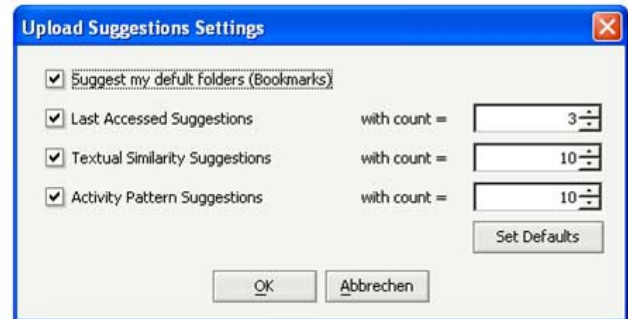 Upload Suggestions Settings
Suggest my defult folders (Bookmarks)
Last Accessed Suggestions with count = 3
Textual Similarity Suggestions with count = 10
Activity Pattern Suggestions with count = 10
Set Defaults
OK Abbrechen